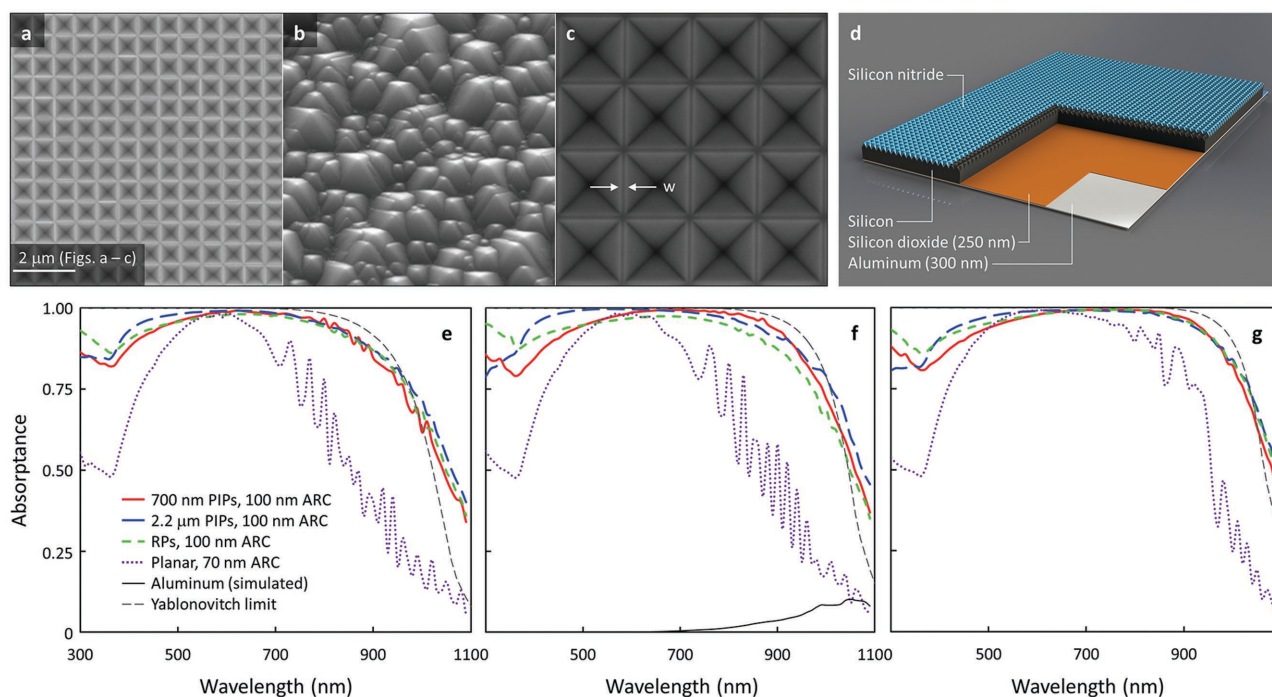 a
b
c
d
2 μm (Figs. a – c)
w
Silicon nitride
Silicon
Silicon dioxide (250 nm)
Aluminum (300 nm)
e
f
g
Absorptance
1.00
0.75
0.50
0.25
0
700 nm PIPs, 100 nm ARC
2.2 μm PIPs, 100 nm ARC
RPs, 100 nm ARC
Planar, 70 nm ARC
Aluminum (simulated)
Yablonovitch limit
300 500 700 900 1100 500 700 900 1100 500 700 900
Wavelength (nm) Wavelength (nm) Wavelength (nm)